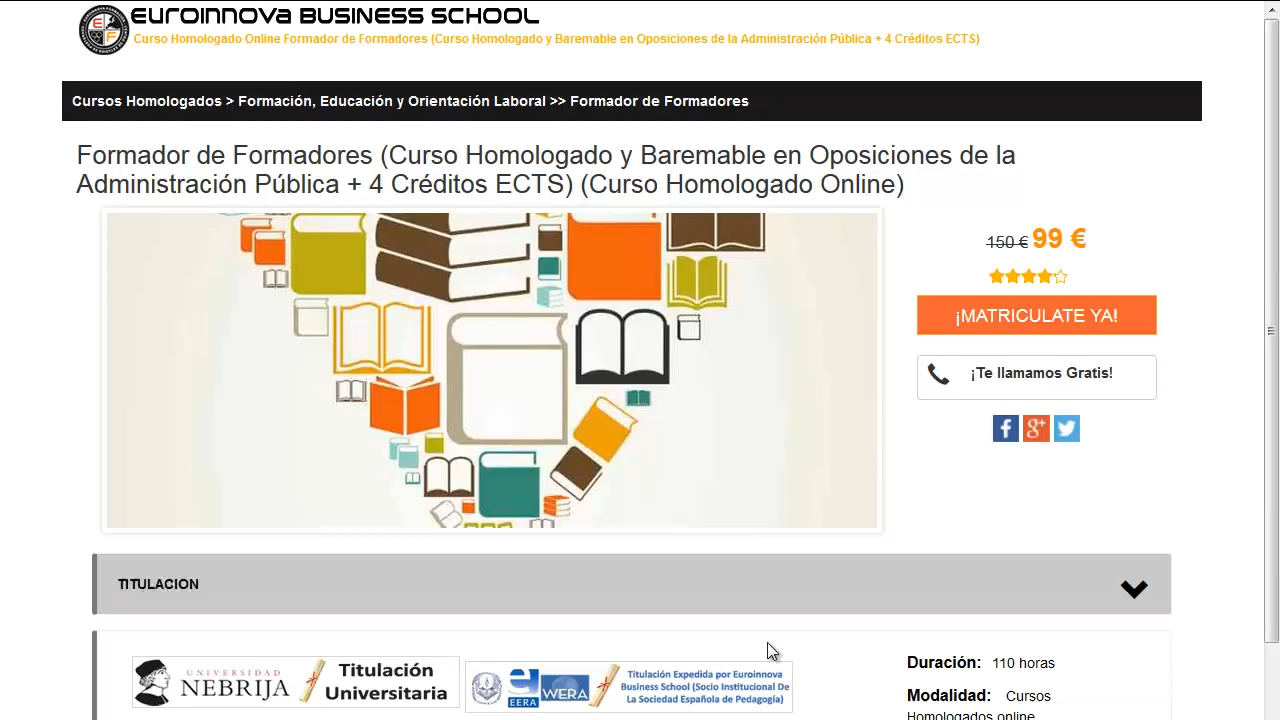 EUROINNOVA BUSINESS SCHOOL
Curso Homologado Online Formador de Formadores (Curso Homologado y Baremable en Oposiciones de la Administración Pública + 4 Créditos ECTS)
Cursos Homologados > Formación, Educación y Orientación Laboral >> Formador de Formadores
Formador de Formadores (Curso Homologado y Baremable en Oposiciones de la
Administración Pública + 4 Créditos ECTS) (Curso Homologado Online)
150 € 99 €
¡MATRICULATE YA!
¡Te llamamos Gratis!
TITULACION
UNIVERSIDAD
NEBRIJA
Titulación
Universitaria
EERA
WERA
Titulación Expedida por Euroinnova
Business School (Socio Institucional De
La Sociedad Española de Pedagogía)
Duración: 110 horas
Modalidad: Cursos
Homologados online